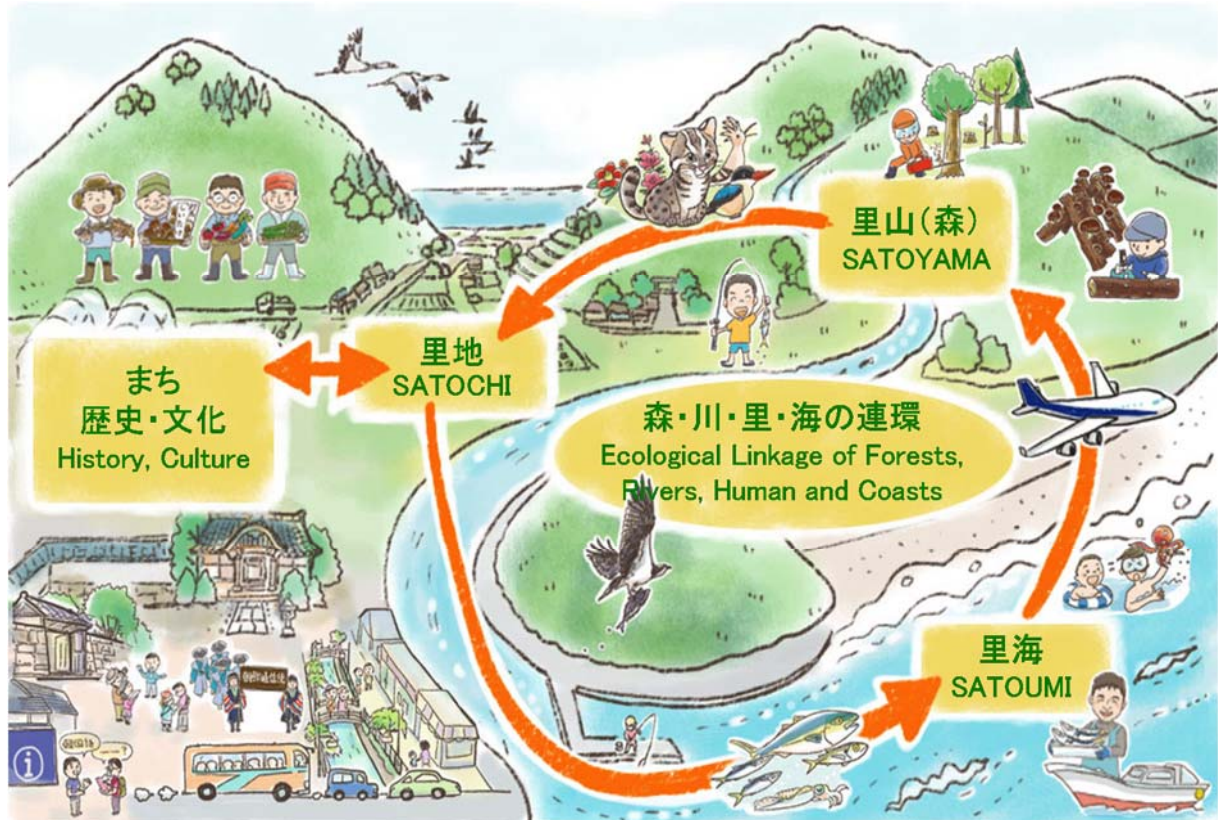 里山(森)
SATOYAMA
里地
SATOCHI
まち
歴史・文化
History, Culture
森・川・里・海の連環
Ecological Linkage of Forests,
Rivers, Human and Coasts
里海
SATOUMI
i